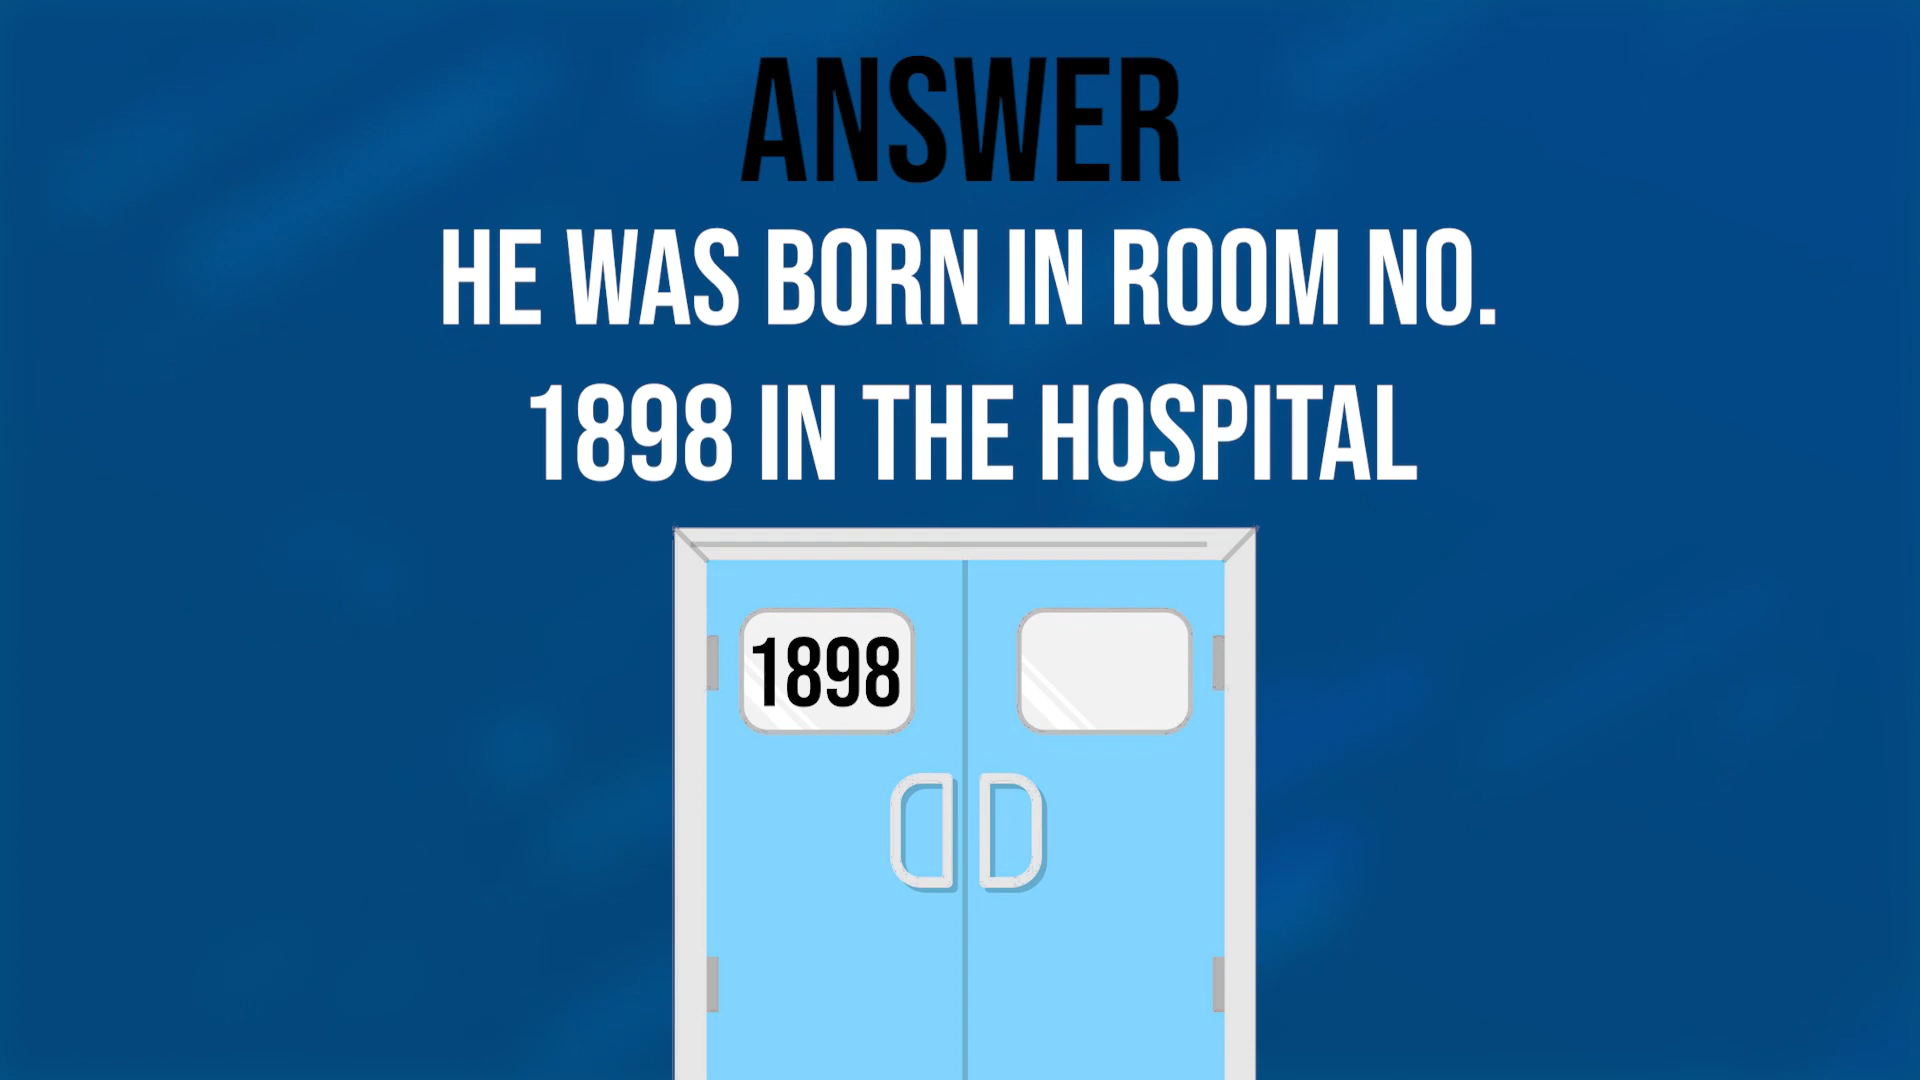 ANSWER
HE WAS BORN IN ROOM NO.
1898 IN THE HOSPITAL
1898